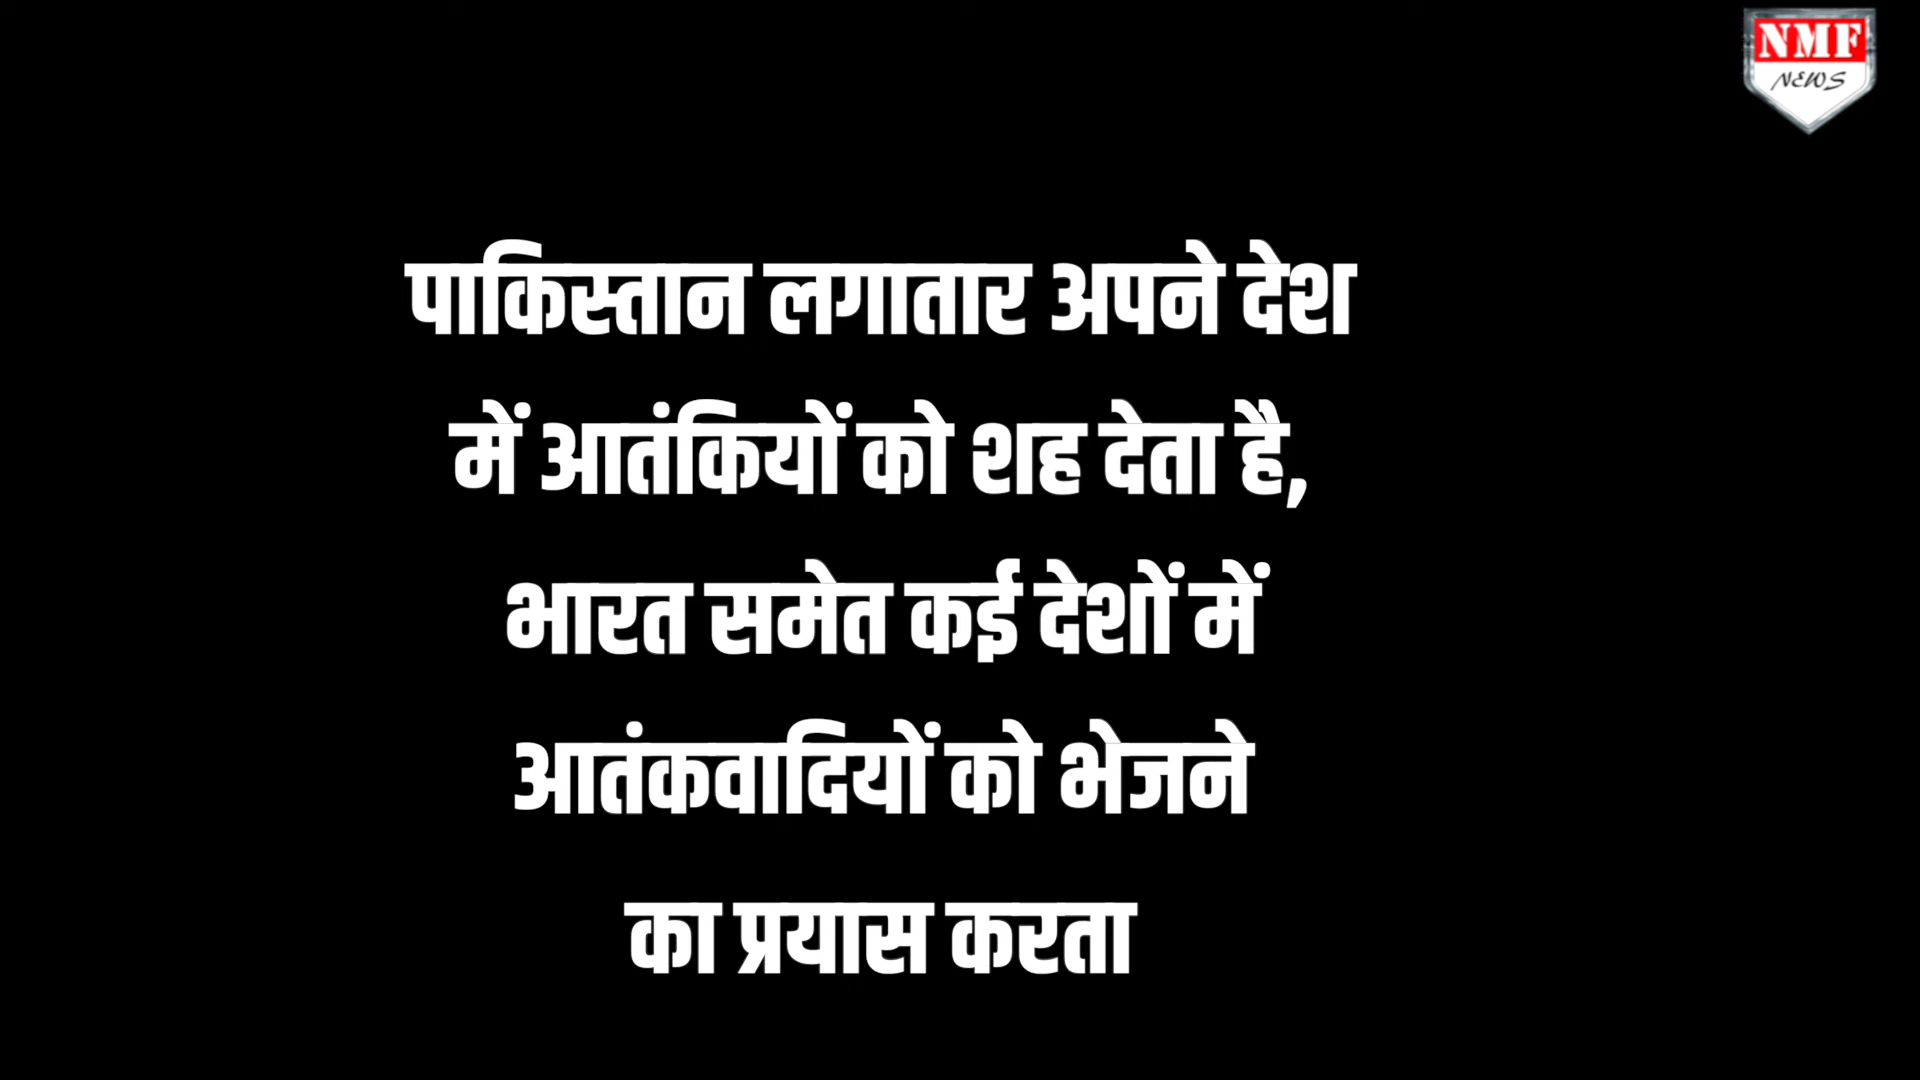 NMF
NEWS
पाकिस्तान लगातार अपने देश
में आतंकियों को शह देता है,
भारत समेत कई देशों में
आतंकवादियों को भेजने
का प्रयास करता